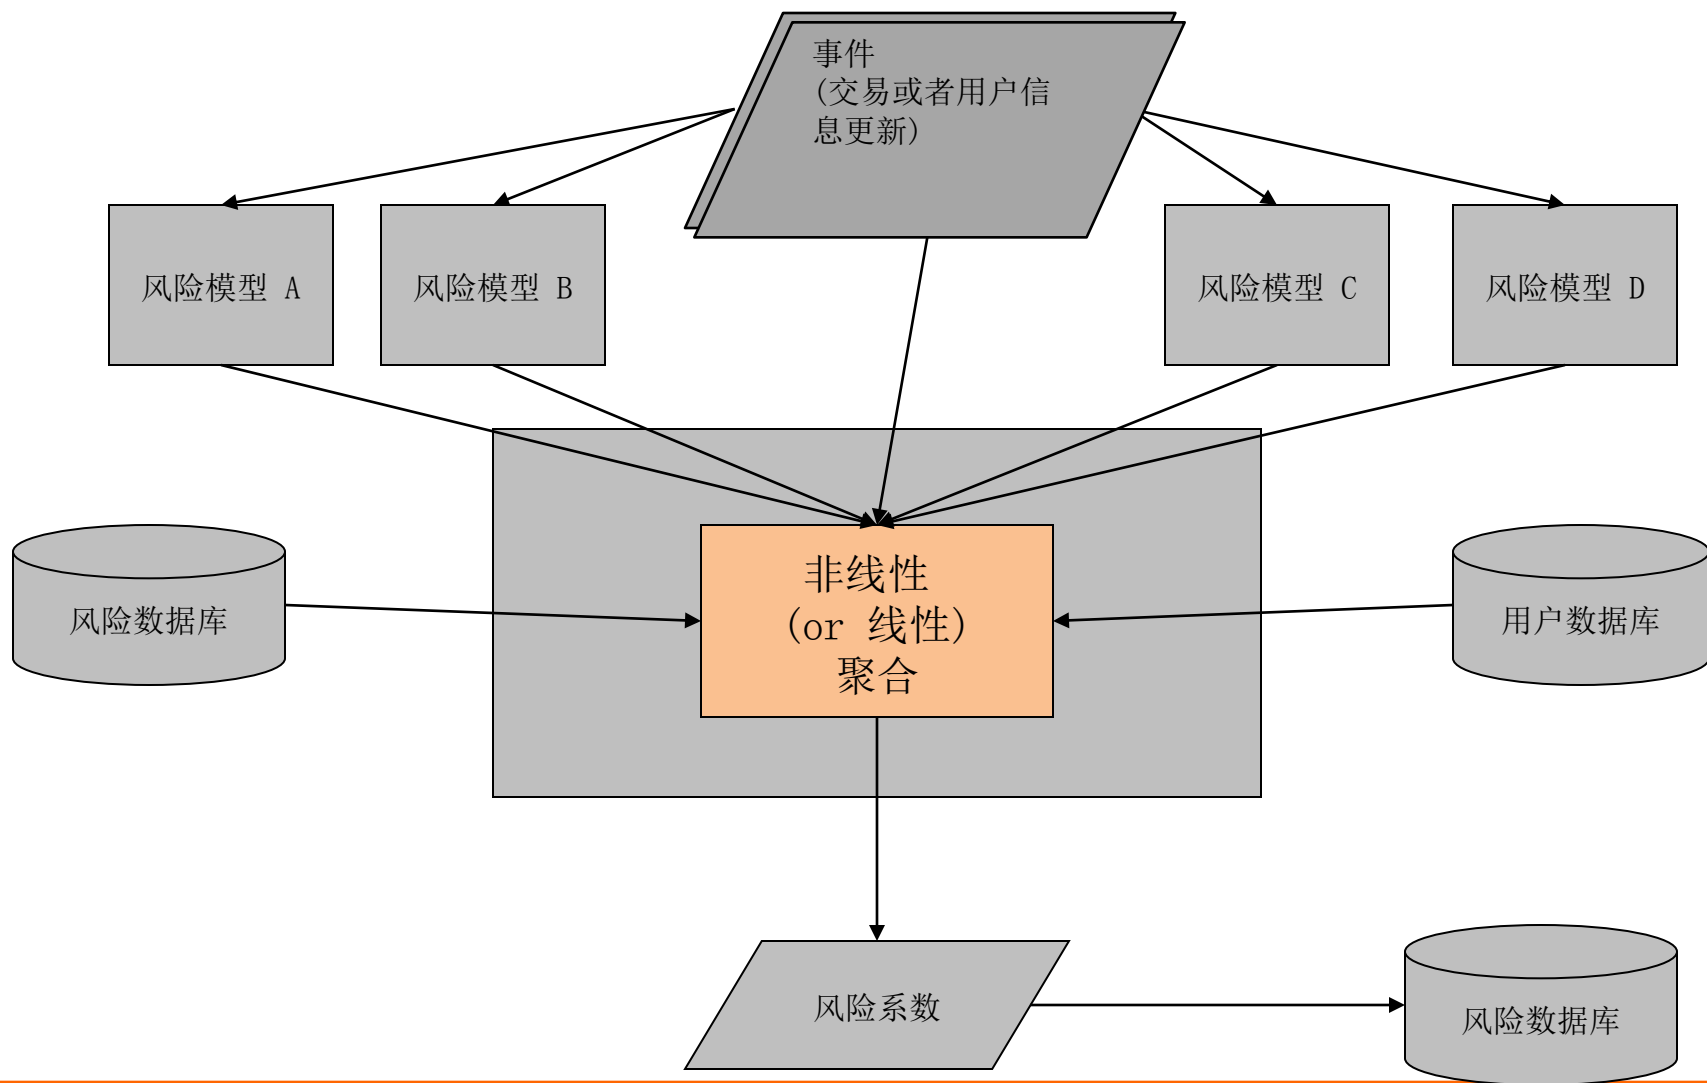 事件
(交易或者用户信
息更新)
风险模型 A
风险模型 B
风险模型 C
风险模型 D
非线性
(or 线性)
聚合
风险数据库
用户数据库
风险系数
风险数据库